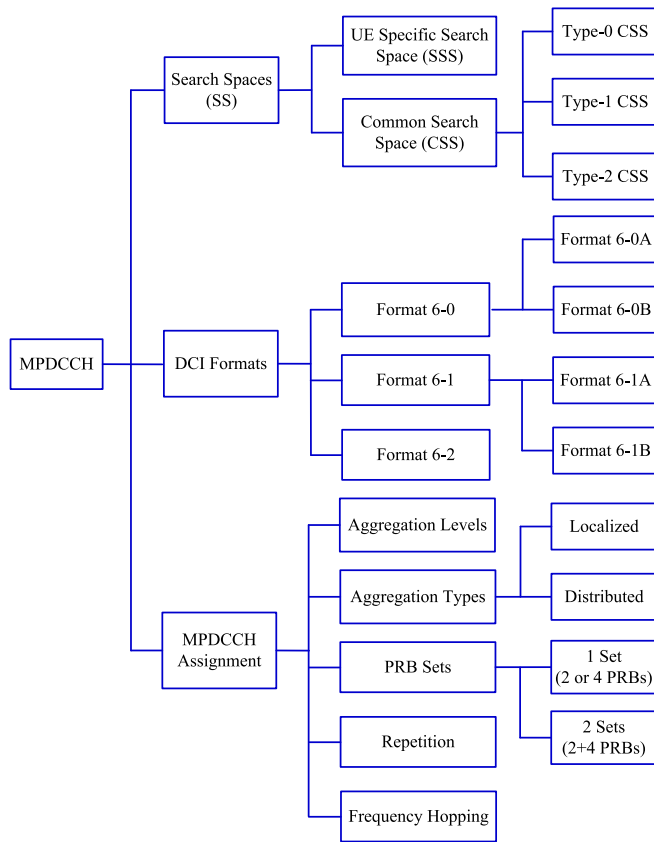 MPDCCH
Search Spaces
(SS)
UE Specific Search
Space (SSS)
Common Search
Space (CSS)
Type-0 CSS
Type-1 CSS
Type-2 CSS
DCI Formats
Format 6-0
Format 6-0A
Format 6-0B
Format 6-1
Format 6-1A
Format 6-1B
Format 6-2
MPDCCH
Assignment
Aggregation Levels
Aggregation Types
Localized
Distributed
PRB Sets
1 Set
(2 or 4 PRBs)
2 Sets
(2+4 PRBs)
Repetition
Frequency Hopping